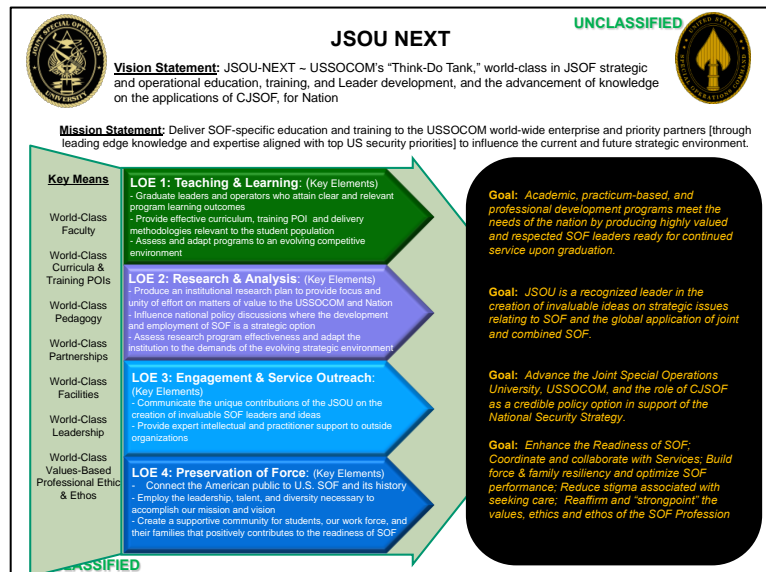 UNCLASSIFIED
JSOU NEXT
Vision Statement: JSOU-NEXT ~ USSOCOM's “Think-Do Tank,” world-class in JSOF strategic
and operational education, training, and Leader development, and the advancement of knowledge
on the applications of CJSOF, for Nation
JOINT SPECIAL OPERATIONS
UNIVERSITY
UNITED STATES
SPECIAL OPERATIONS COMMAND
Mission Statement: Deliver SOF-specific education and training to the USSOCOM world-wide enterprise and priority partners [through
leading edge knowledge and expertise aligned with top US security priorities] to influence the current and future strategic environment.
Key Means
World-Class
Faculty
World-Class
Curricula &
Training POIs
World-Class
Pedagogy
World-Class
Partnerships
World-Class
Facilities
World-Class
Leadership
World-Class
Values-Based
Professional Ethic
& Ethos
LOE 1: Teaching & Learning: (Key Elements)
- Graduate leaders and operators who attain clear and relevant
program learning outcomes
- Provide effective curriculum, training POI and delivery
methodologies relevant to the student population
- Assess and adapt programs to an evolving competitive
environment
LOE 2: Research & Analysis: (Key Elements)
- Produce an institutional research plan to provide focus and
unity of effort on matters of value to the USSOCOM and Nation
- Influence national policy discussions where the development
and employment of SOF is a strategic option
- Assess research program effectiveness and adapt the
institution to the demands of the evolving strategic environment
LOE 3: Engagement & Service Outreach:
(Key Elements)
- Communicate the unique contributions of the JSOU on the
creation of invaluable SOF leaders and ideas
- Provide expert intellectual and practitioner support to outside
organizations
LOE 4: Preservation of Force: (Key Elements)
- Connect the American public to U.S. SOF and its history
- Employ the leadership, talent, and diversity necessary to
accomplish our mission and vision
- Create a supportive community for students, our work force, and
their families that positively contributes to the readiness of SOF
Goal: Academic, practicum-based, and
professional development programs meet the
needs of the nation by producing highly valued
and respected SOF leaders ready for continued
service upon graduation.
Goal: JSOU is a recognized leader in the
creation of invaluable ideas on strategic issues
relating to SOF and the global application of joint
and combined SOF.
Goal: Advance the Joint Special Operations
University, USSOCOM, and the role of CJSOF
as a credible policy option in support of the
National Security Strategy.
Goal: Enhance the Readiness of SOF;
Coordinate and collaborate with Services; Build
force & family resiliency and optimize SOF
performance; Reduce stigma associated with
seeking care; Reaffirm and “strongpoint” the
values, ethics and ethos of the SOF Profession
LASSIFIED